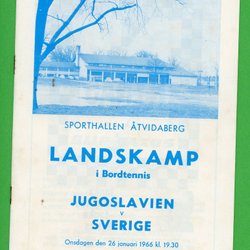 SPORTHALLEN ÅTVIDABERG
LANDSKAMP
i Bordtennis
JUGOSLAVIEN
v
SVERIGE
Onsdagen den 26 januari 1966 kl. 19.30